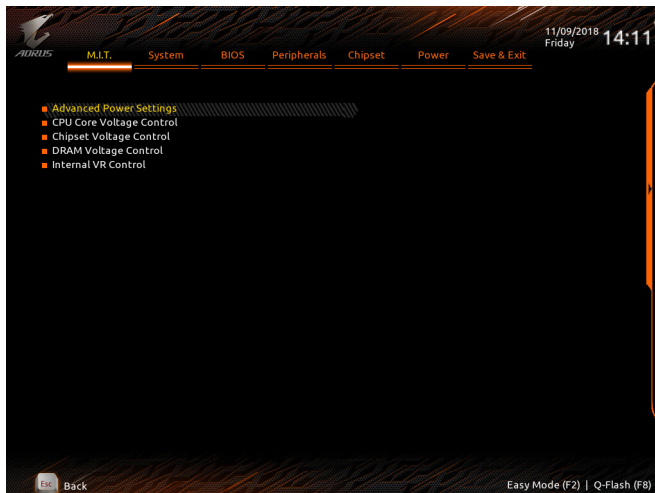 11/09/2018 14:11
Friday
AORUS
M.I.T. System BIOS Peripherals Chipset Power Save & Exit
Advanced Power Settings
CPU Core Voltage Control
Chipset Voltage Control
DRAM Voltage Control
Internal VR Control
Esc Back Easy Mode (F2) | Q-Flash (F8)